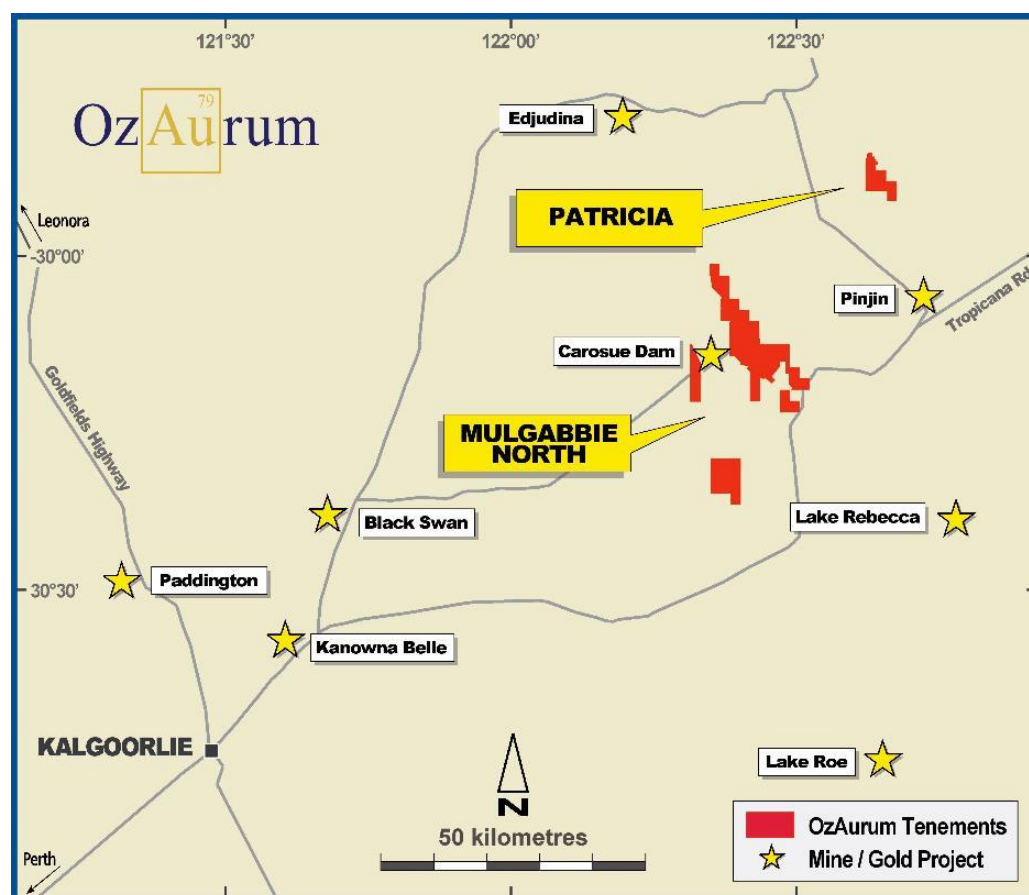 121°30’
122°00’
122°30’
79
OzAurum
Edjudina
PATRICIA
Leonora
-30°00’
Pinjin
Tropicana Rd
Carosue Dam
Goldfields Highway
MULGABBIE
NORTH
Black Swan
Lake Rebecca
Paddington
30°30’
Kanowna Belle
KALGOORLIE
Lake Roe
N
50 kilometres
OzAurum Tenements
Mine / Gold Project
Perth